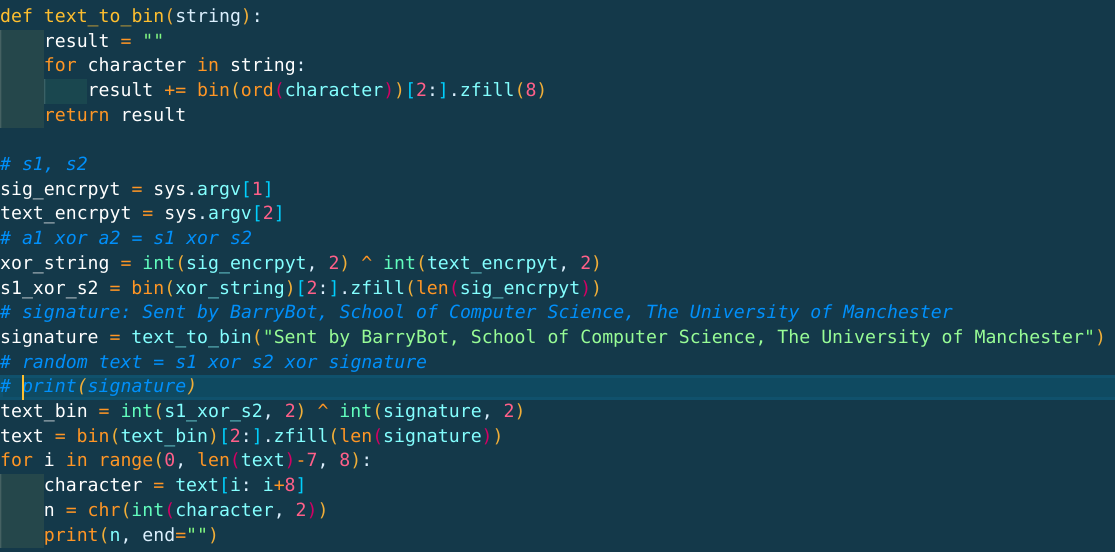 def text_to_bin(string):
    result = ""
    for character in string:
        result += bin(ord(character))[2:].zfill(8)
    return result

# s1, s2
sig_encrpyt = sys.argv[1]
text_encrpyt = sys.argv[2]
# a1 xor a2 = s1 xor s2
xor_string = int(sig_encrpyt, 2) ^ int(text_encrpyt, 2)
s1_xor_s2 = bin(xor_string)[2:].zfill(len(sig_encrpyt))
# signature: Sent by BarryBot, School of Computer Science, The University of Manchester
signature = text_to_bin("Sent by BarryBot, School of Computer Science, The University of Manchester")
# random text = s1 xor s2 xor signature
# print(signature)
text_bin = int(s1_xor_s2, 2) ^ int(signature, 2)
text = bin(text_bin)[2:].zfill(len(signature))
for i in range(0, len(text)-7, 8):
    character = text[i: i+8]
    n = chr(int(character, 2))
    print(n, end="")